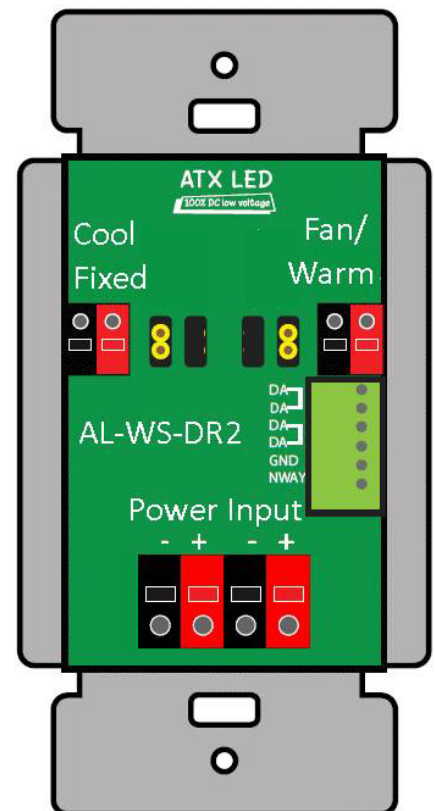 ATX LED
100% DC low voltage
Cool
Fixed
Fan/
Warm
DA
DA
DA
DA
GND
NWAY
AL-WS-DR2
Power Input
- + - +